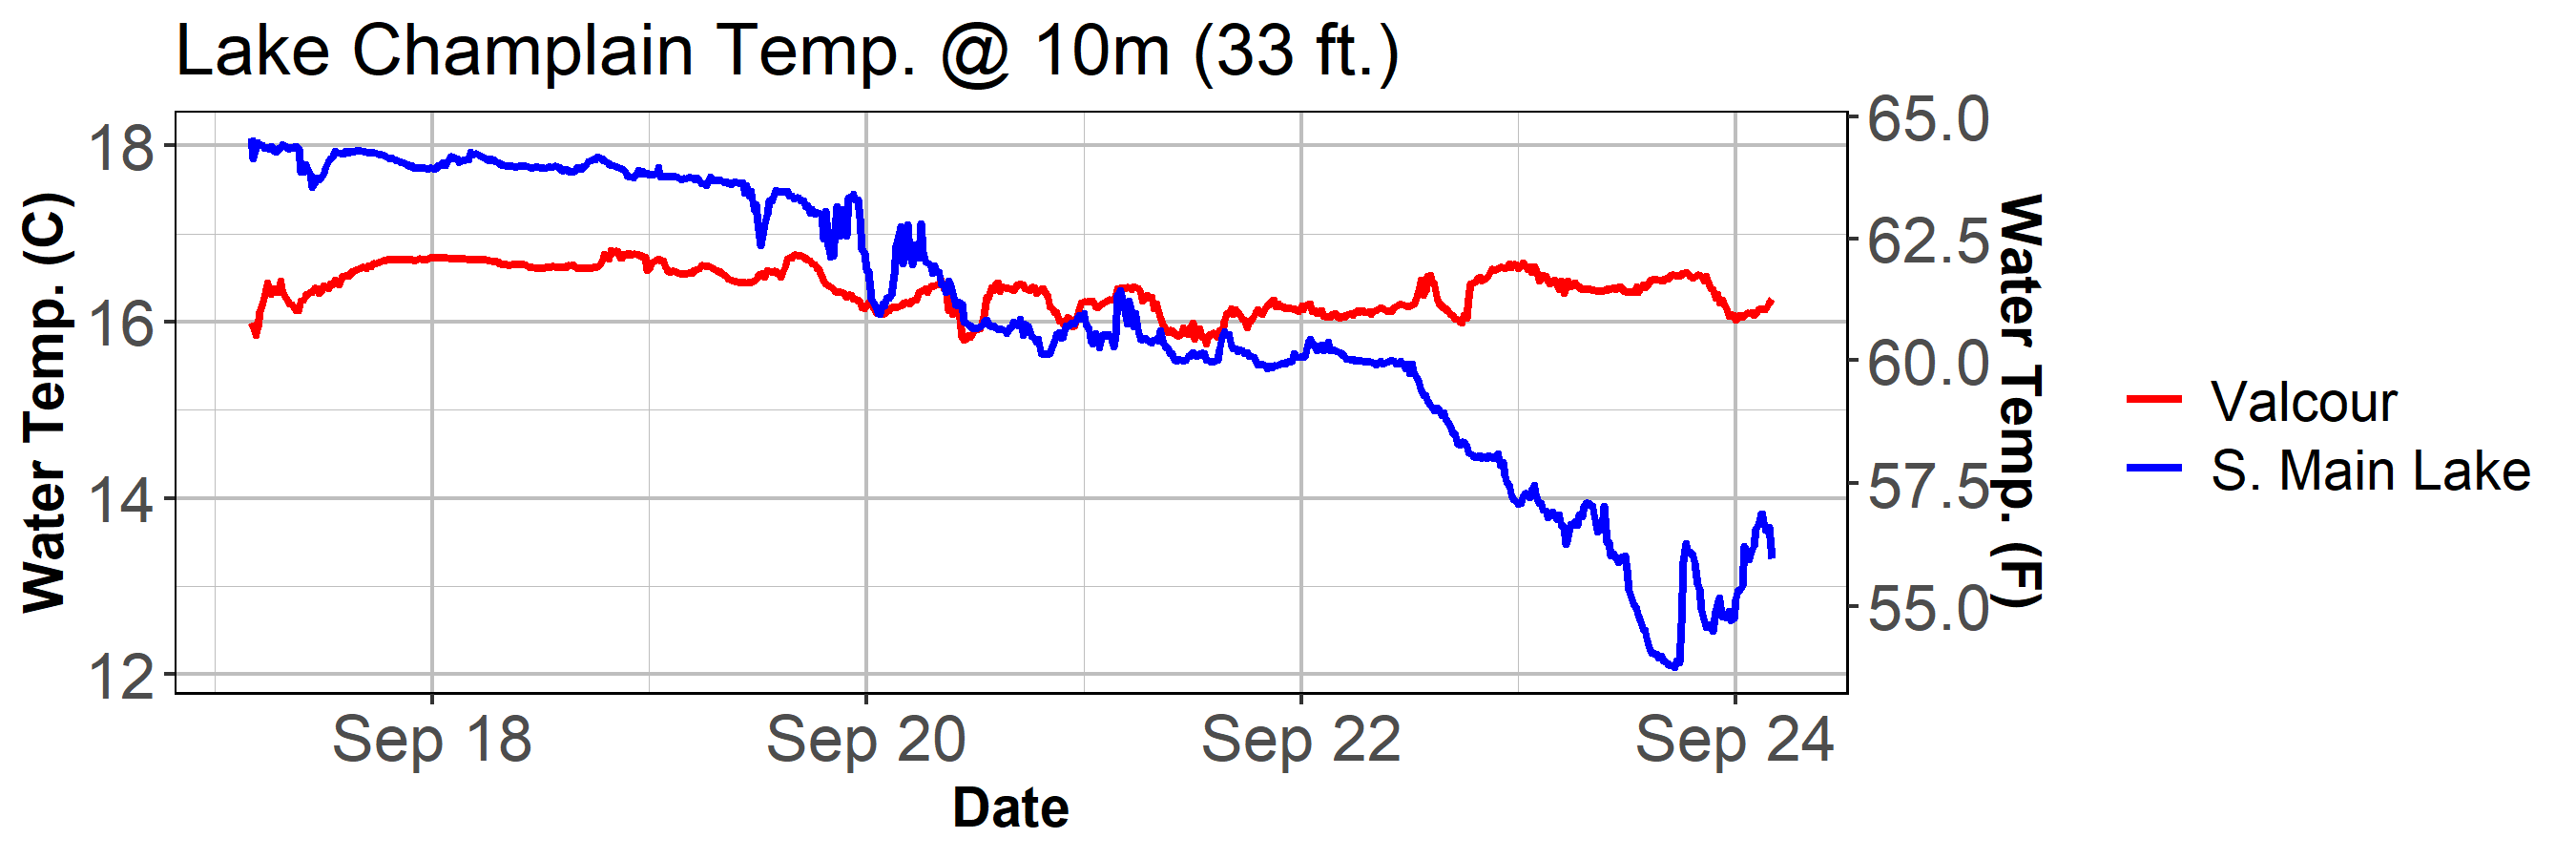 Lake Champlain Temp. @ 10m (33 ft.)
Water Temp. (C)
18
16
14
12
65.0
62.5
60.0
57.5
55.0
Water Temp. (F)
Sep 18
Sep 20
Sep 22
Sep 24
Date
Valcour
S. Main Lake